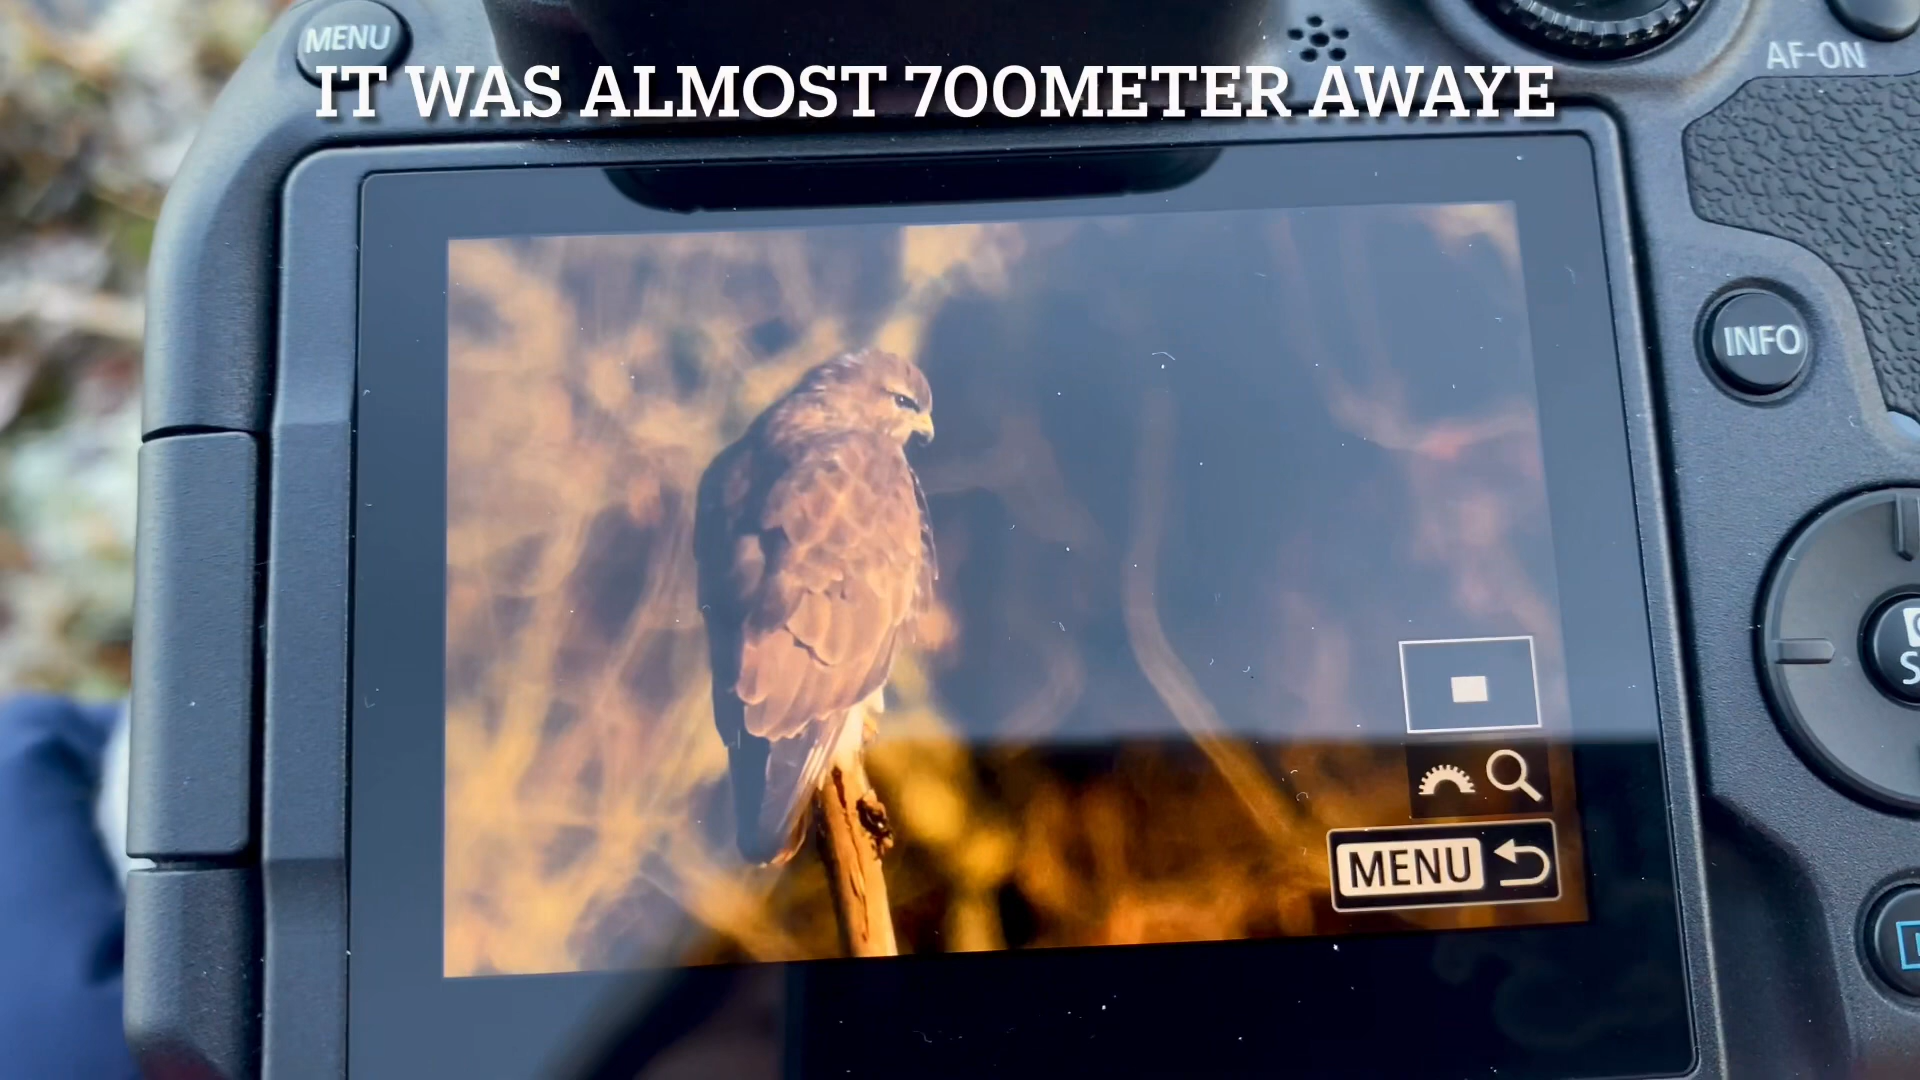 MENU
IT WAS ALMOST 700METER AWAYE
AF-ON
INFO
MENU